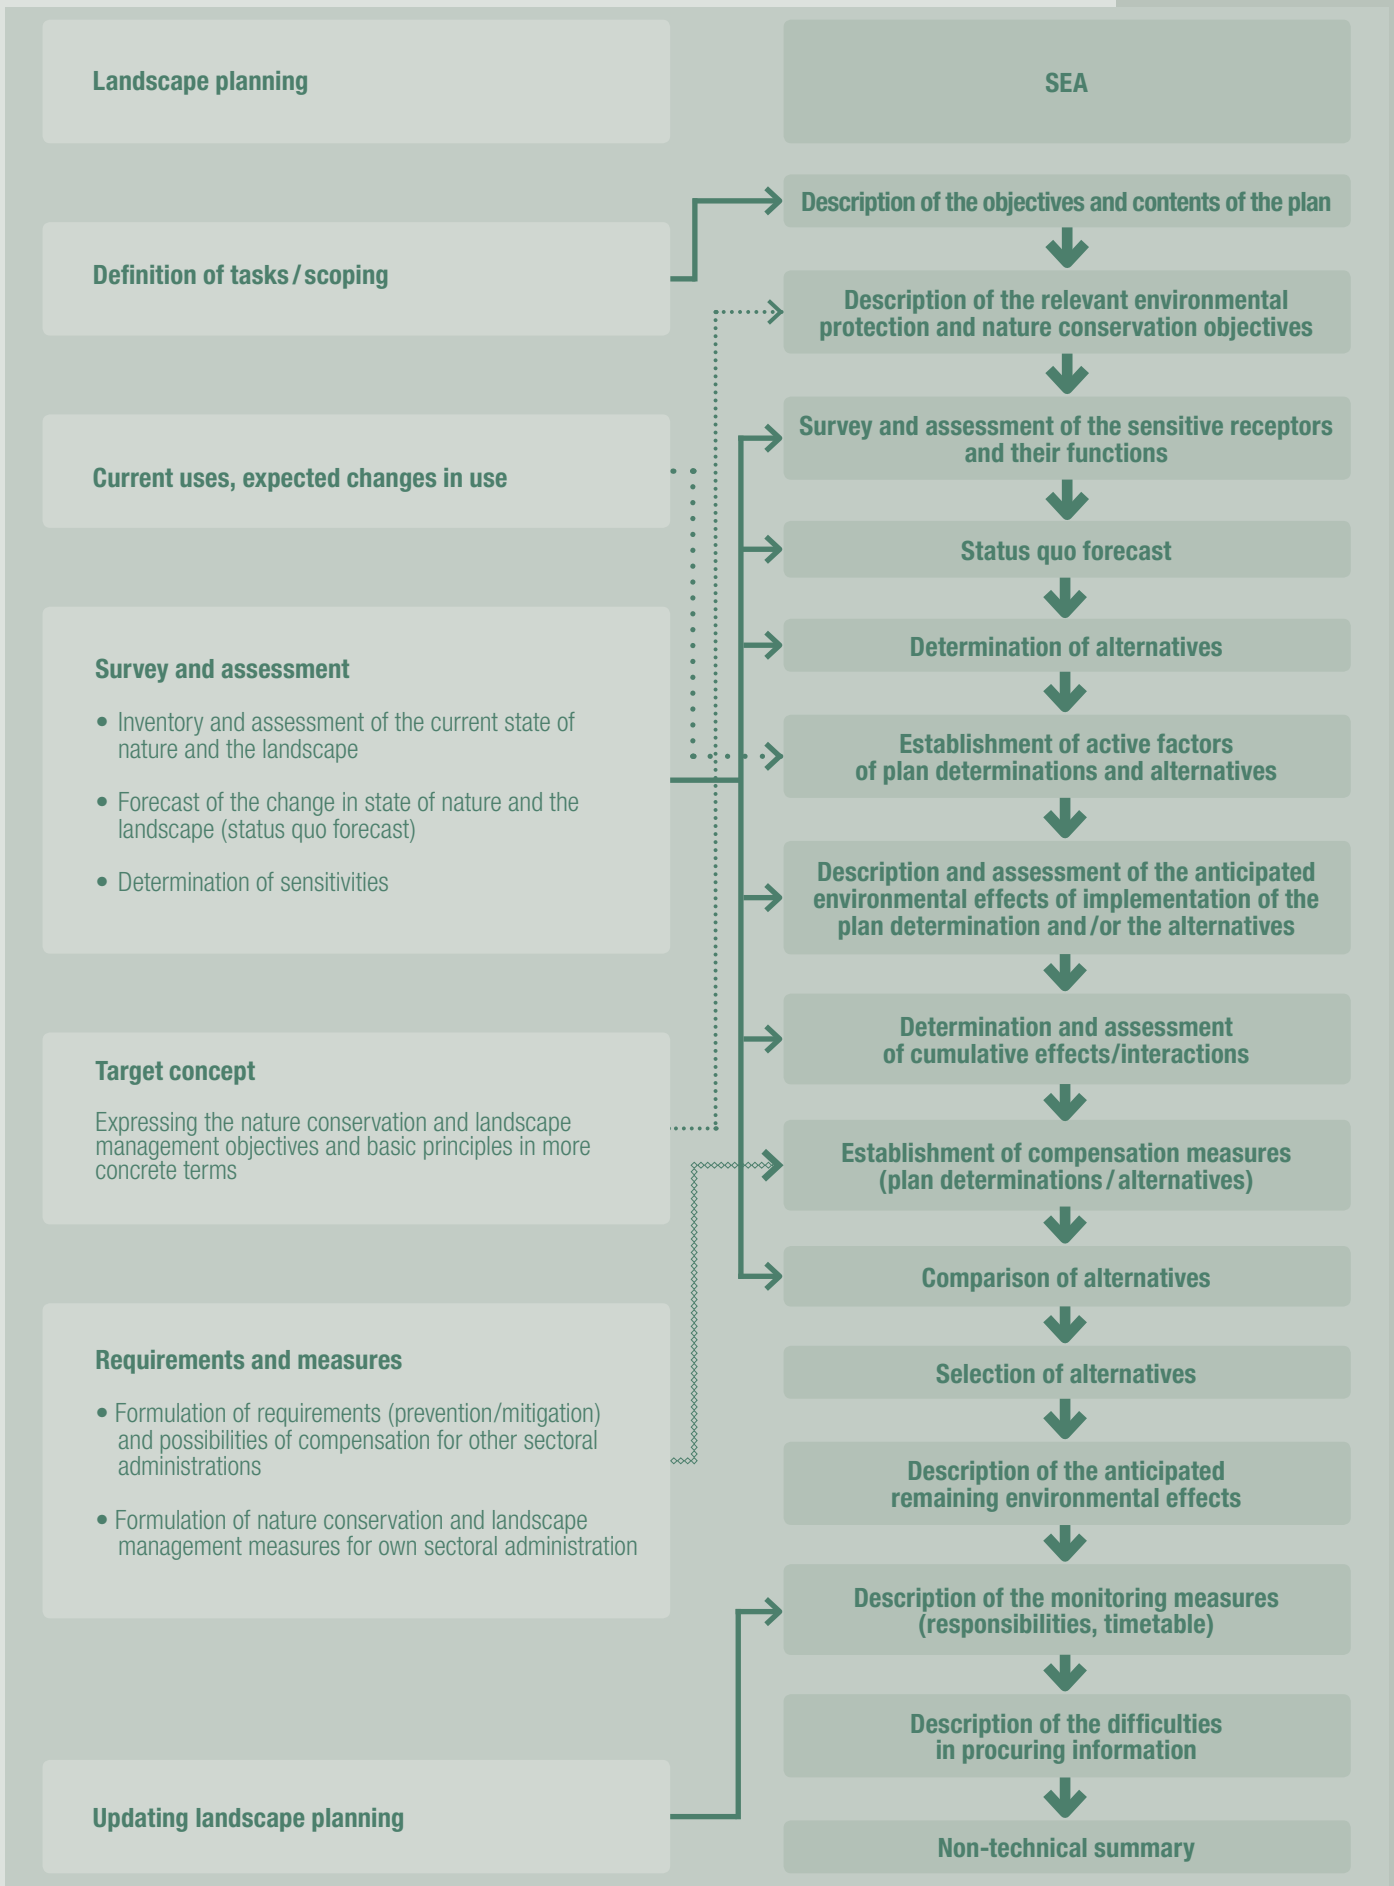 Landscape planning
Definition of tasks / scoping
Current uses, expected changes in use
Survey and assessment
• Inventory and assessment of the current state of
nature and the landscape
• Forecast of the change in state of nature and the
landscape (status quo forecast)
• Determination of sensitivities
Target concept
Expressing the nature conservation and landscape
management objectives and basic principles in more
concrete terms
Requirements and measures
• Formulation of requirements (prevention/mitigation)
and possibilities of compensation for other sectoral
administrations
• Formulation of nature conservation and landscape
management measures for own sectoral administration
Updating landscape planning
SEA
Description of the objectives and contents of the plan
Description of the relevant environmental
protection and nature conservation objectives
Survey and assessment of the sensitive receptors
and their functions
Status quo forecast
Determination of alternatives
Establishment of active factors
of plan determinations and alternatives
Description and assessment of the anticipated
environmental effects of implementation of the
plan determination and/or the alternatives
Determination and assessment
of cumulative effects/interactions
Establishment of compensation measures
(plan determinations / alternatives)
Comparison of alternatives
Selection of alternatives
Description of the anticipated
remaining environmental effects
Description of the monitoring measures
(responsibilities, timetable)
Description of the difficulties
in procuring information
Non-technical summary